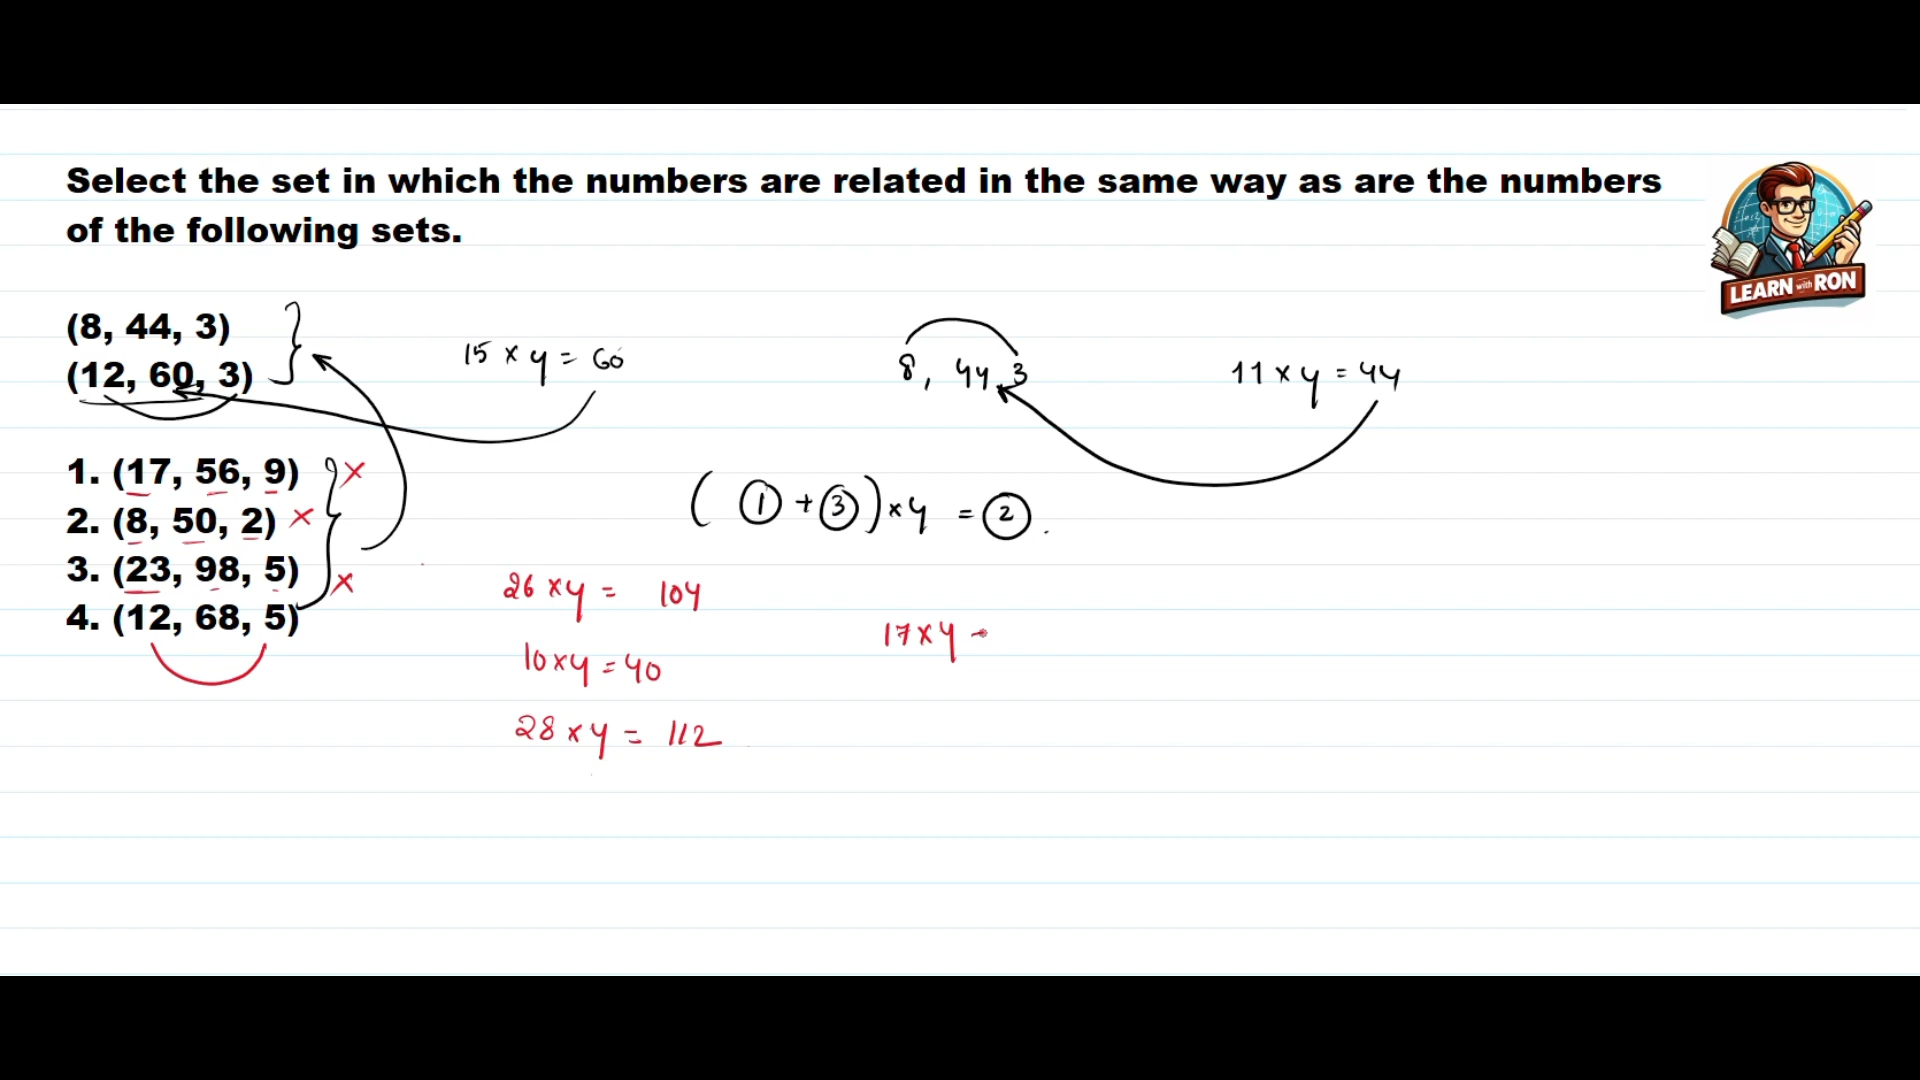 Select the set in which the numbers are related in the same way as are the numbers
of the following sets.
LEARN with RON
(8, 44, 3)
(12, 60, 3)
15 × 4 = 60
8, 44, 3
11 × 4 = 44
1. (17, 56, 9) ×
2. (8, 50, 2) ×
3. (23, 98, 5) ×
4. (12, 68, 5)
( 1 + 3 ) × 4 = 2 .
26 × 4 = 104
10 × 4 = 40
28 × 4 = 112
17 × 4 =